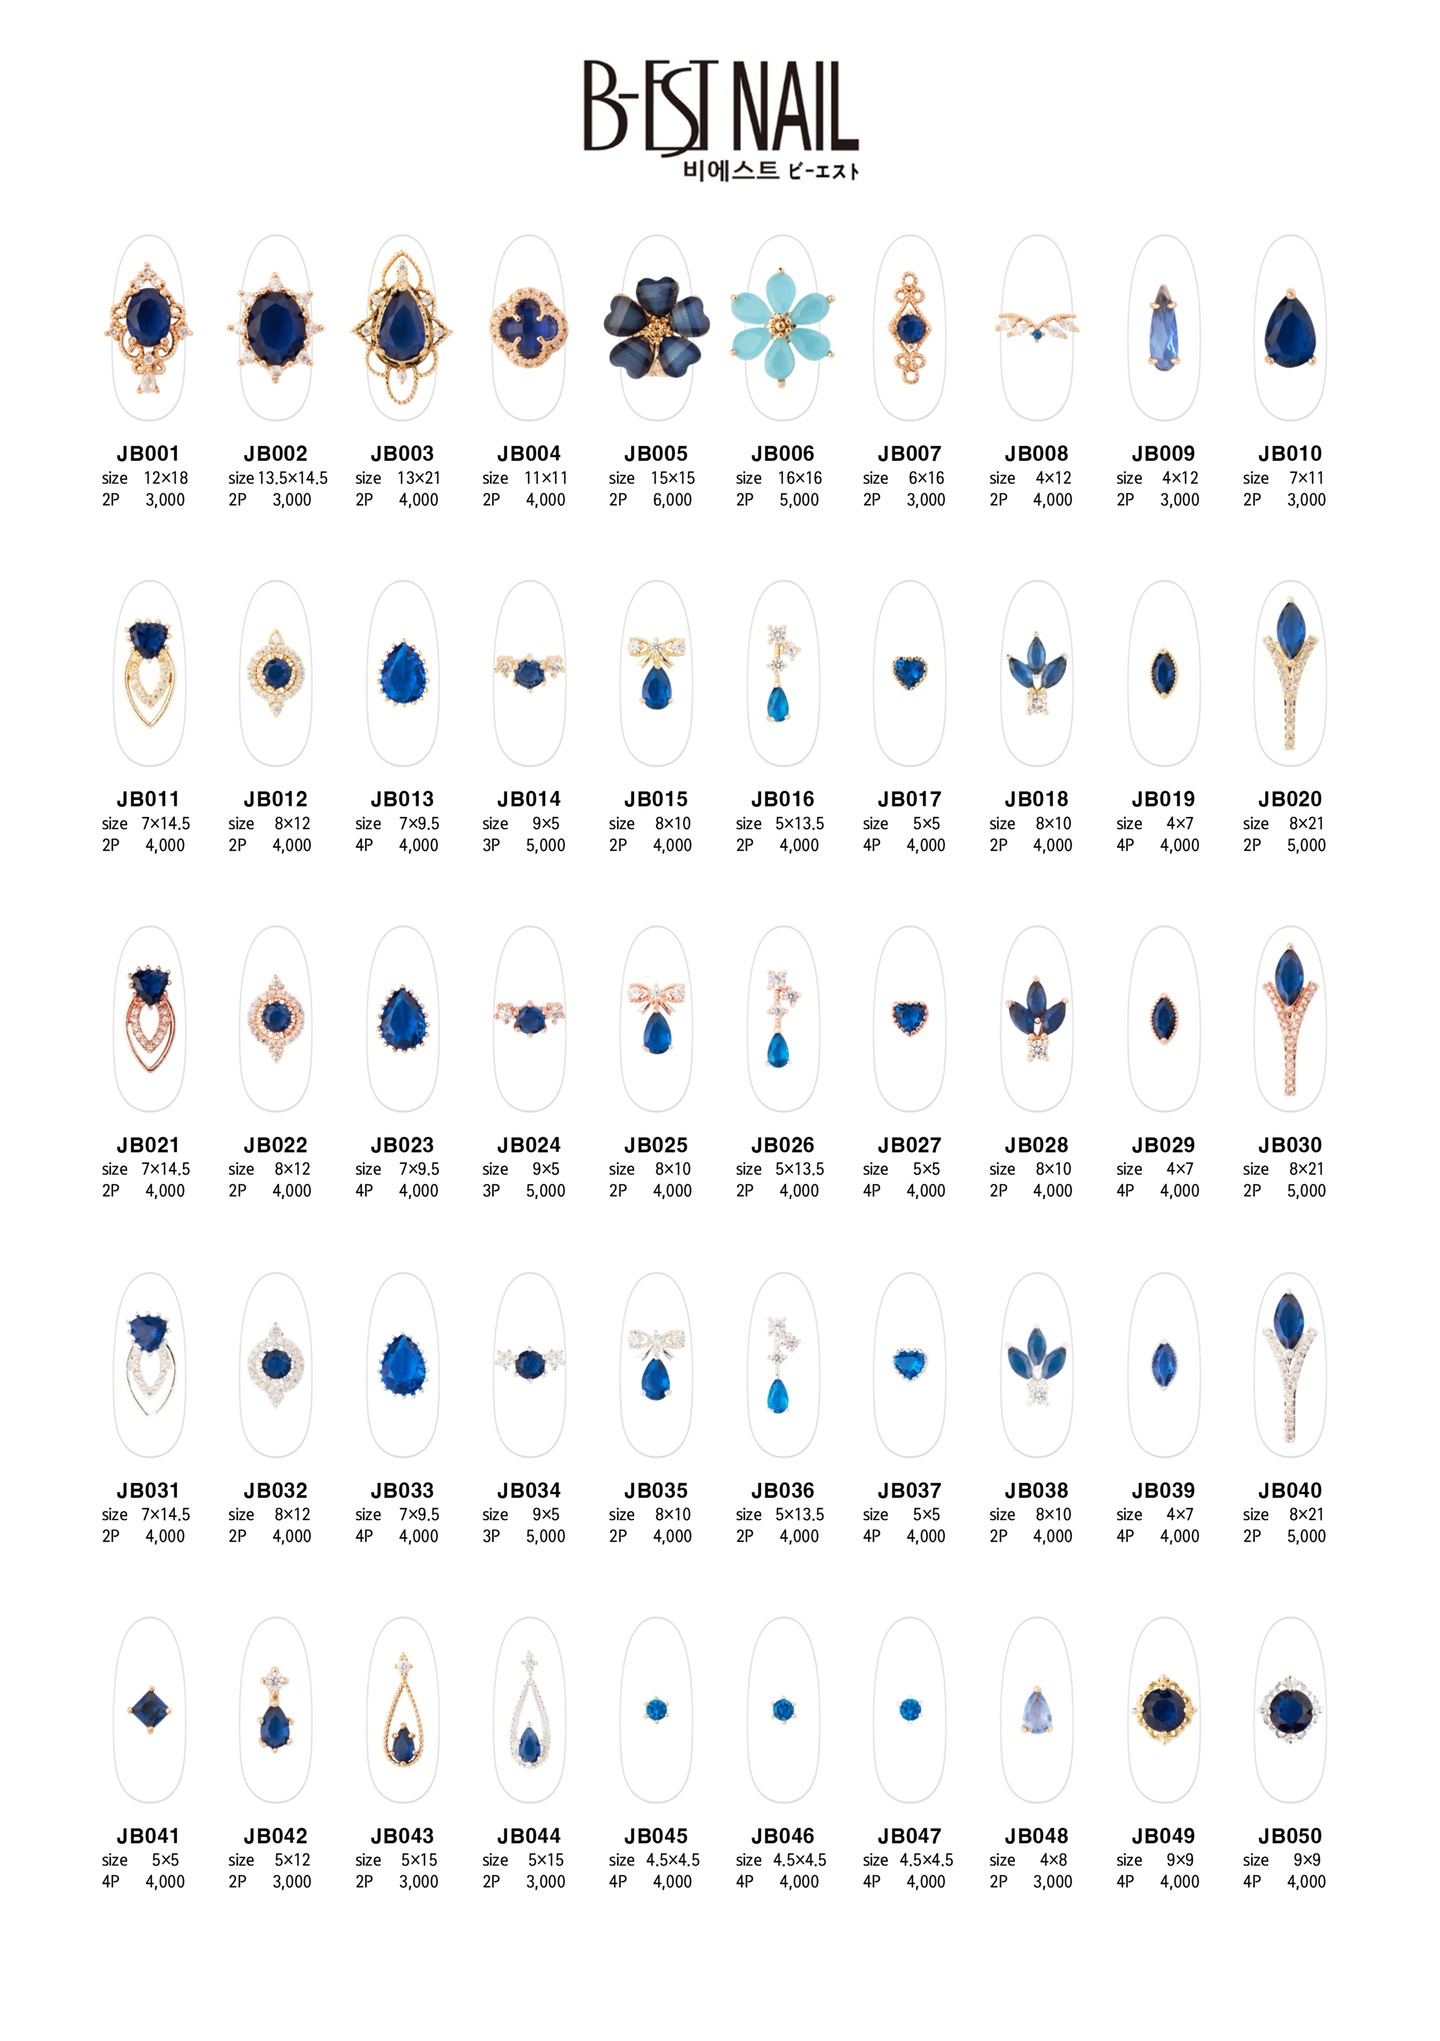 B-EST NAIL
비에스트 ビーエスト
JB001 JB002 JB003 JB004 JB005 JB006 JB007 JB008 JB009 JB010
size 12×18 size 13.5×14.5 size 13×21 size 11×11 size 15×15 size 16×16 size 6×16 size 4×12 size 4×12 size 7×11
2P 3,000 2P 3,000 2P 4,000 2P 4,000 2P 6,000 2P 5,000 2P 3,000 2P 4,000 2P 3,000 2P 3,000
JB011 JB012 JB013 JB014 JB015 JB016 JB017 JB018 JB019 JB020
size 7×14.5 size 8×12 size 7×9.5 size 9×5 size 8×10 size 5×13.5 size 5×5 size 8×10 size 4×7 size 8×21
2P 4,000 2P 4,000 4P 4,000 3P 5,000 2P 4,000 2P 4,000 4P 4,000 2P 4,000 4P 4,000 2P 5,000
JB021 JB022 JB023 JB024 JB025 JB026 JB027 JB028 JB029 JB030
size 7×14.5 size 8×12 size 7×9.5 size 9×5 size 8×10 size 5×13.5 size 5×5 size 8×10 size 4×7 size 8×21
2P 4,000 2P 4,000 4P 4,000 3P 5,000 2P 4,000 2P 4,000 4P 4,000 2P 4,000 4P 4,000 2P 5,000
JB031 JB032 JB033 JB034 JB035 JB036 JB037 JB038 JB039 JB040
size 7×14.5 size 8×12 size 7×9.5 size 9×5 size 8×10 size 5×13.5 size 5×5 size 8×10 size 4×7 size 8×21
2P 4,000 2P 4,000 4P 4,000 3P 5,000 2P 4,000 2P 4,000 4P 4,000 2P 4,000 4P 4,000 2P 5,000
JB041 JB042 JB043 JB044 JB045 JB046 JB047 JB048 JB049 JB050
size 5×5 size 5×12 size 5×15 size 5×15 size 4.5×4.5 size 4.5×4.5 size 4.5×4.5 size 4×8 size 9×9 size 9×9
4P 4,000 2P 3,000 2P 3,000 2P 3,000 4P 4,000 4P 4,000 4P 4,000 2P 3,000 4P 4,000 4P 4,000